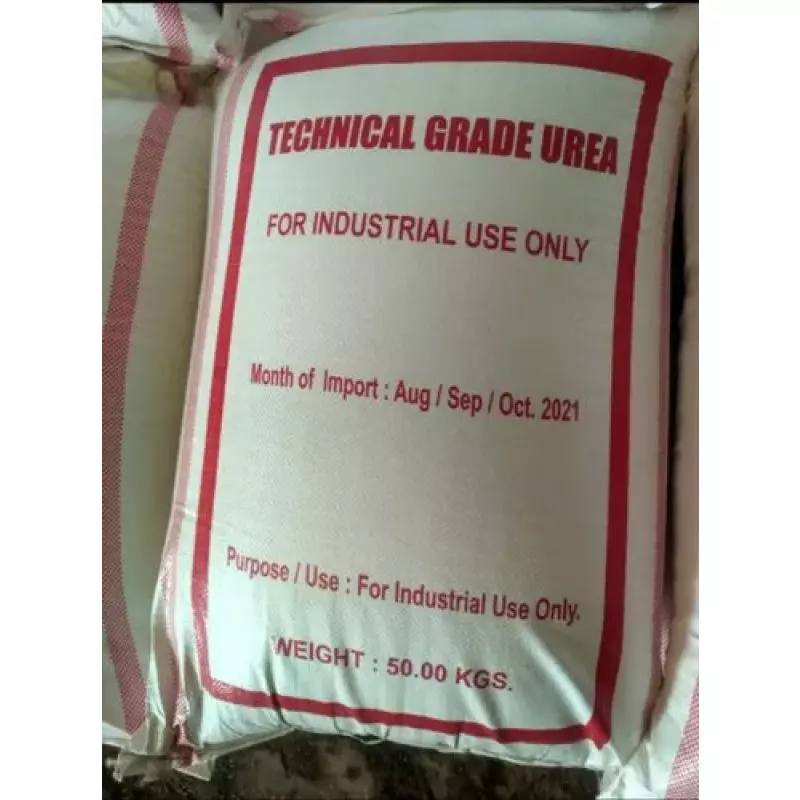 TECHNICAL GRADE UREA
FOR INDUSTRIAL USE ONLY
Month of Import : Aug / Sep / Oct. 2021
Purpose / Use : For Industrial Use Only.
WEIGHT : 50.00 KGS.